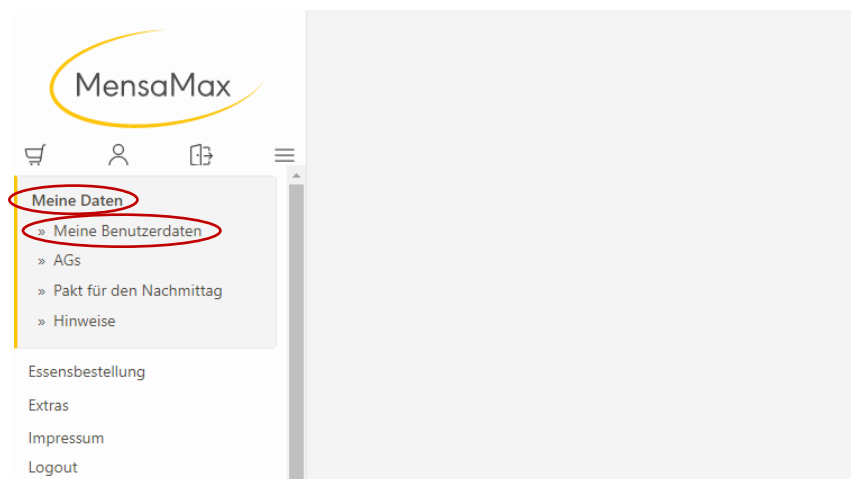 MensaMax
Meine Daten
» Meine Benutzerdaten
» AGs
» Pakt für den Nachmittag
» Hinweise
Essensbestellung
Extras
Impressum
Logout